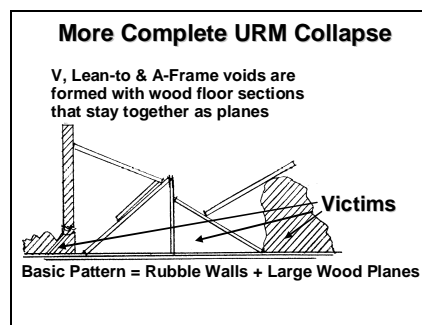 More Complete URM Collapse
V, Lean-to & A-Frame voids are
formed with wood floor sections
that stay together as planes
Victims
Basic Pattern = Rubble Walls + Large Wood Planes